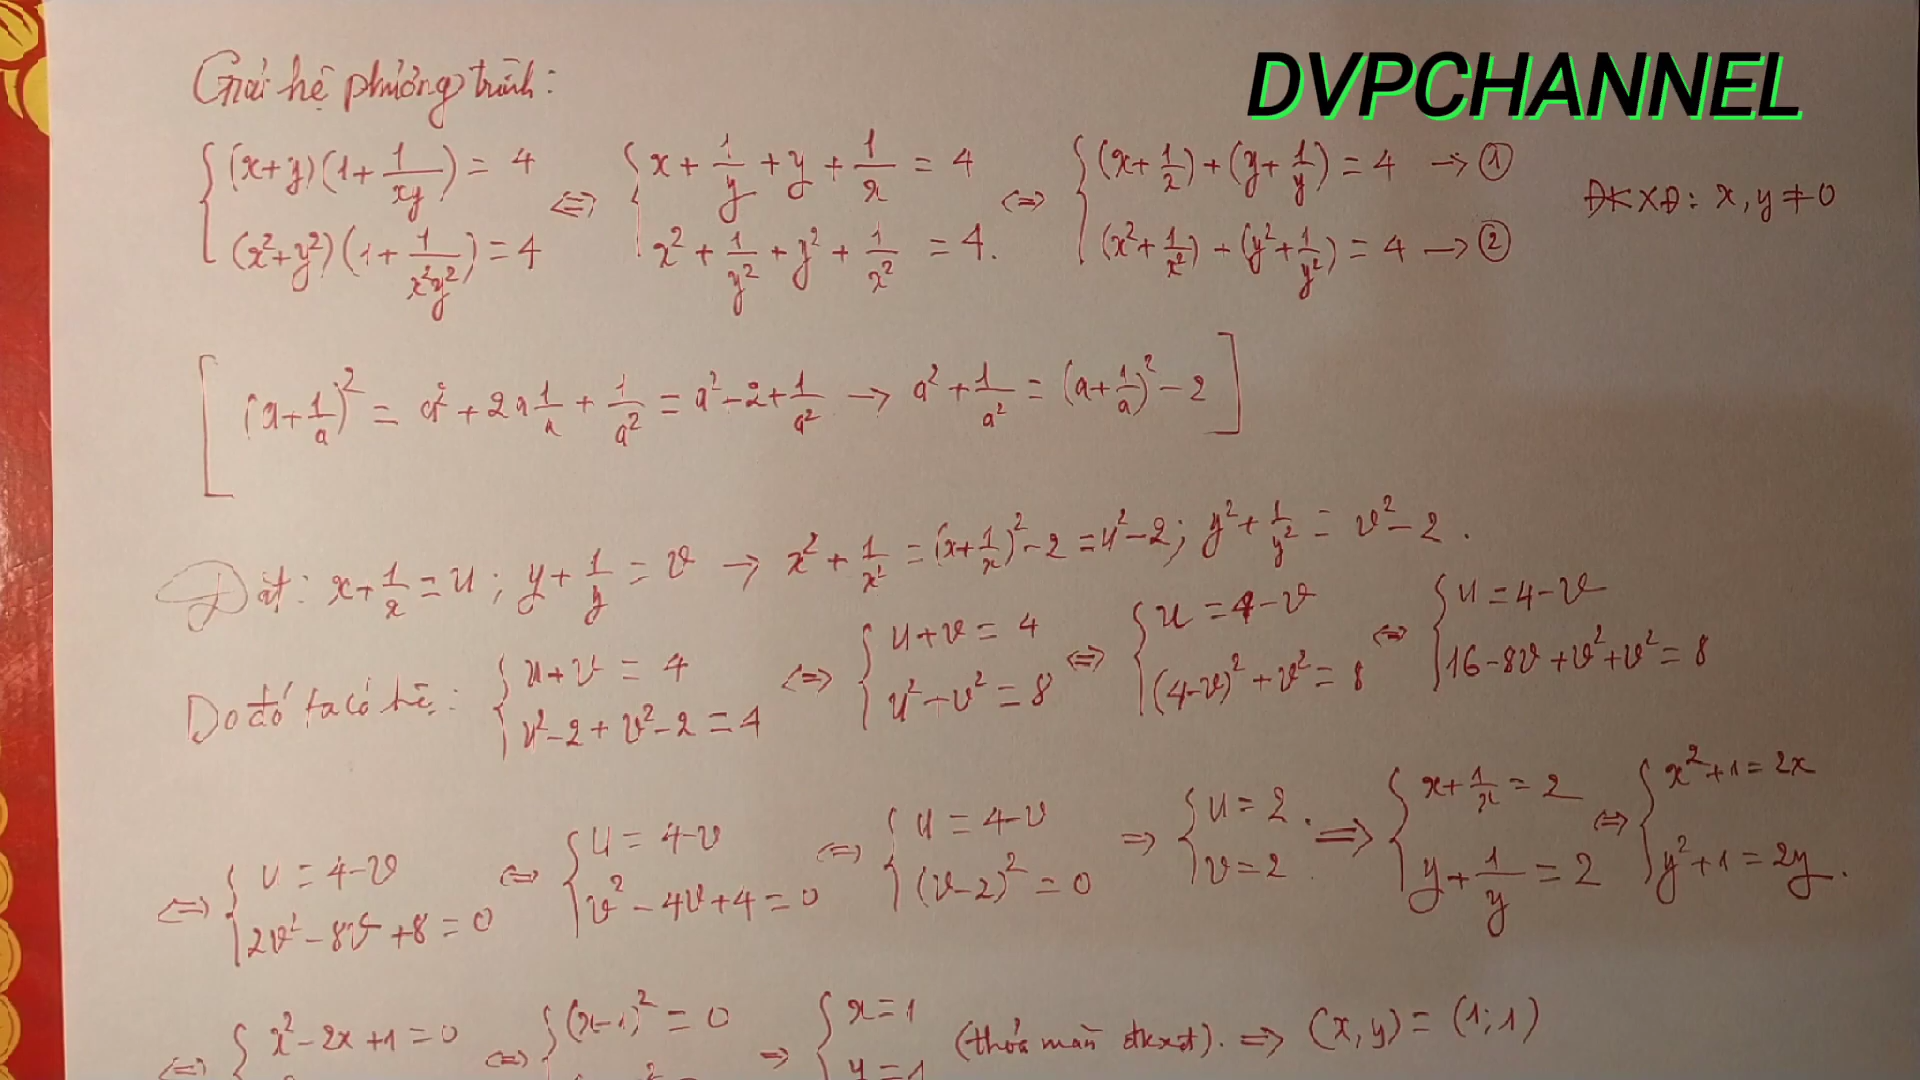 DVPCHANNEL
Giải hệ phương trình:
{ (x+y)(1+1/xy) = 4 ; (x²+y²)(1+1/x²y²) = 4 <=> { x + 1/y + y + 1/x = 4 ; x² + 1/y² + y² + 1/x² = 4. <=> { (x+1/x)+(y+1/y) = 4 → ① ; (x²+1/x²)+(y²+1/y²) = 4 → ② ĐKXĐ: x, y ≠ 0
[ (a+1/a)² = a² + 2a 1/a + 1/a² = a² - 2 + 1/a² → a² + 1/a² = (a+1/a)² - 2 ]
Đặt: x+1/x = u ; y+1/y = v → x² + 1/x² = (x+1/x)² - 2 = u² - 2 ; y² + 1/y² = v² - 2 .
Do đó ta có hệ: { u+v = 4 ; v²-2 + v²-2 = 4 <=> { u+v = 4 ; u²+v² = 8 <=> { u = 4-v ; (4-v)² + v² = 8 <=> { u = 4-v ; 16-8v+v²+v² = 8
<=> { u = 4-v ; 2v²-8v+8 = 0 <=> { u = 4-v ; v²-4v+4 = 0 <=> { u = 4-v ; (v-2)² = 0 => { u = 2 ; v = 2 . => { x+1/x = 2 ; y+1/y = 2 <=> { x²+1 = 2x ; y²+1 = 2y .
<=> { x²-2x+1 = 0 <=> { (x-1)² = 0 => { x = 1 ; y = 1 (thỏa mãn đkxđ). => (x, y) = (1; 1)